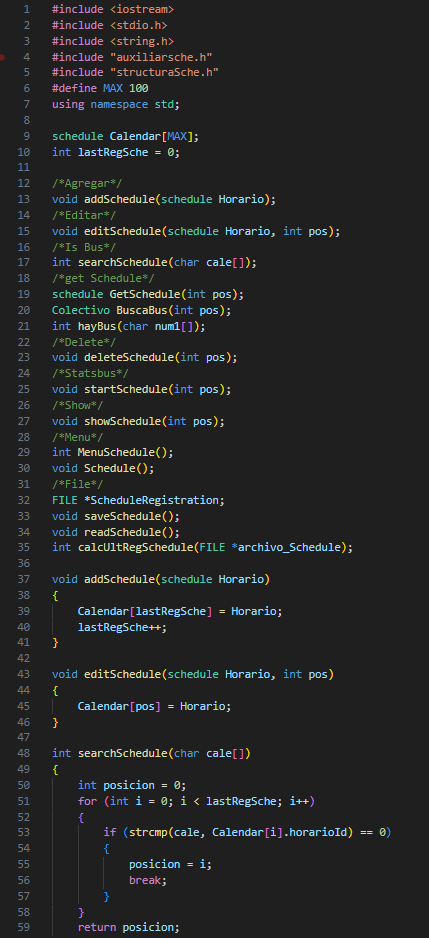 1 #include <iostream>
2 #include <stdio.h>
3 #include <string.h>
4 #include "auxiliarsche.h"
5 #include "structuraSche.h"
6 #define MAX 100
7 using namespace std;
8
9 schedule Calendar[MAX];
10 int lastRegSche = 0;
11
12 /*Agregar*/
13 void addSchedule(schedule Horario);
14 /*Editar*/
15 void editSchedule(schedule Horario, int pos);
16 /*Is Bus*/
17 int searchSchedule(char cale[]);
18 /*get Schedule*/
19 schedule GetSchedule(int pos);
20 Colectivo BuscaBus(int pos);
21 int hayBus(char num1[]);
22 /*Delete*/
23 void deleteSchedule(int pos);
24 /*Statsbus*/
25 void startSchedule(int pos);
26 /*Show*/
27 void showSchedule(int pos);
28 /*Menu*/
29 int MenuSchedule();
30 void Schedule();
31 /*File*/
32 FILE *ScheduleRegistration;
33 void saveSchedule();
34 void readSchedule();
35 int calcUltRegSchedule(FILE *archivo_Schedule);
36
37 void addSchedule(schedule Horario)
38 {
39     Calendar[lastRegSche] = Horario;
40     lastRegSche++;
41 }
42
43 void editSchedule(schedule Horario, int pos)
44 {
45     Calendar[pos] = Horario;
46 }
47
48 int searchSchedule(char cale[])
49 {
50     int posicion = 0;
51     for (int i = 0; i < lastRegSche; i++)
52     {
53         if (strcmp(cale, Calendar[i].horarioId) == 0)
54         {
55             posicion = i;
56             break;
57         }
58     }
59     return posicion;